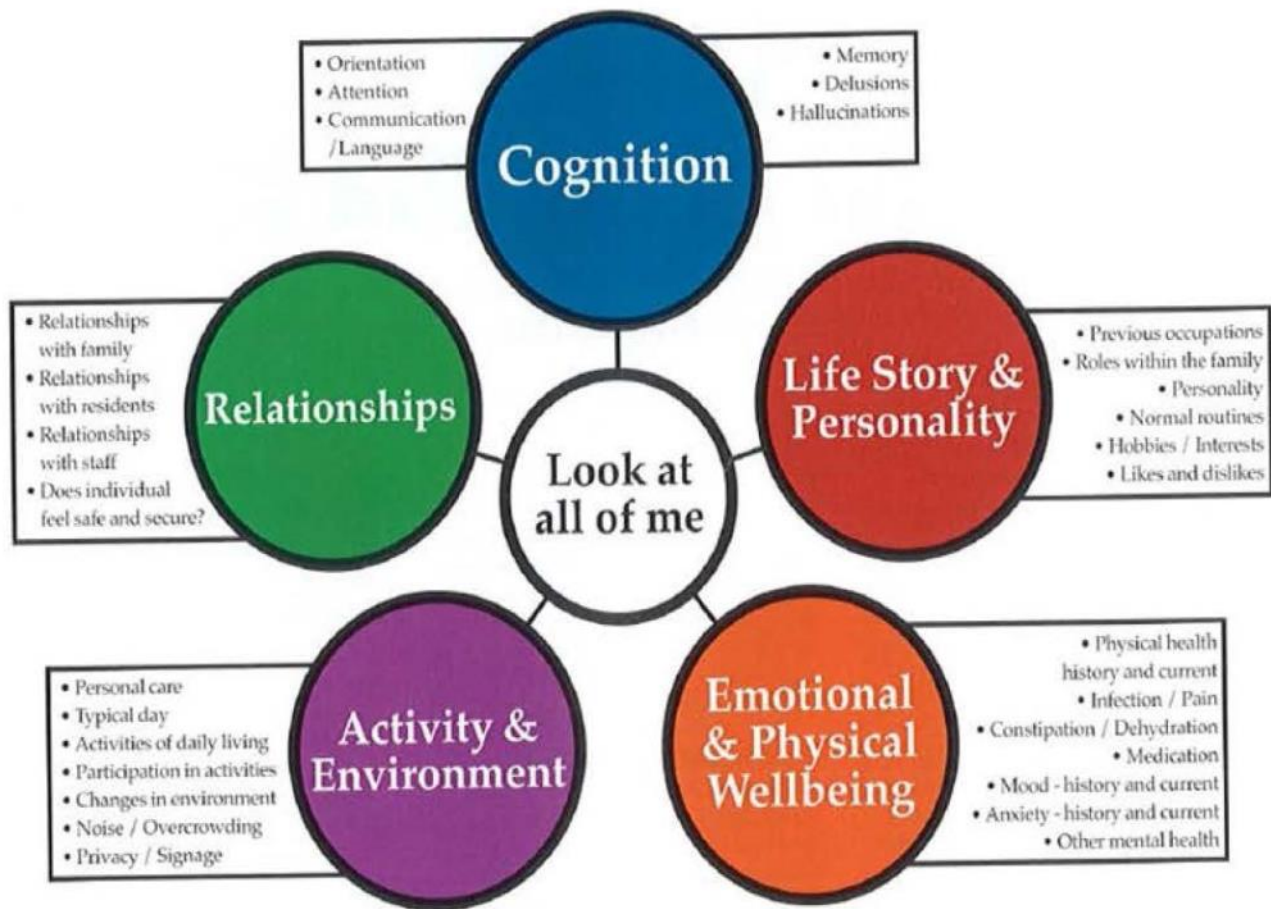 • Orientation
• Attention
• Communication
/Language
• Memory
• Delusions
• Hallucinations
Cognition
• Relationships
with family
• Relationships
with residents
• Relationships
with staff
• Does individual
feel safe and secure?
Relationships
Life Story &
Personality
• Previous occupations
• Roles within the family
• Personality
• Normal routines
• Hobbies / Interests
• Likes and dislikes
Look at
all of me
• Personal care
• Typical day
• Activities of daily living
• Participation in activities
• Changes in environment
• Noise / Overcrowding
• Privacy / Signage
Activity &
Environment
Emotional
& Physical
Wellbeing
• Physical health
history and current
• Infection / Pain
• Constipation / Dehydration
• Medication
• Mood - history and current
• Anxiety - history and current
• Other mental health